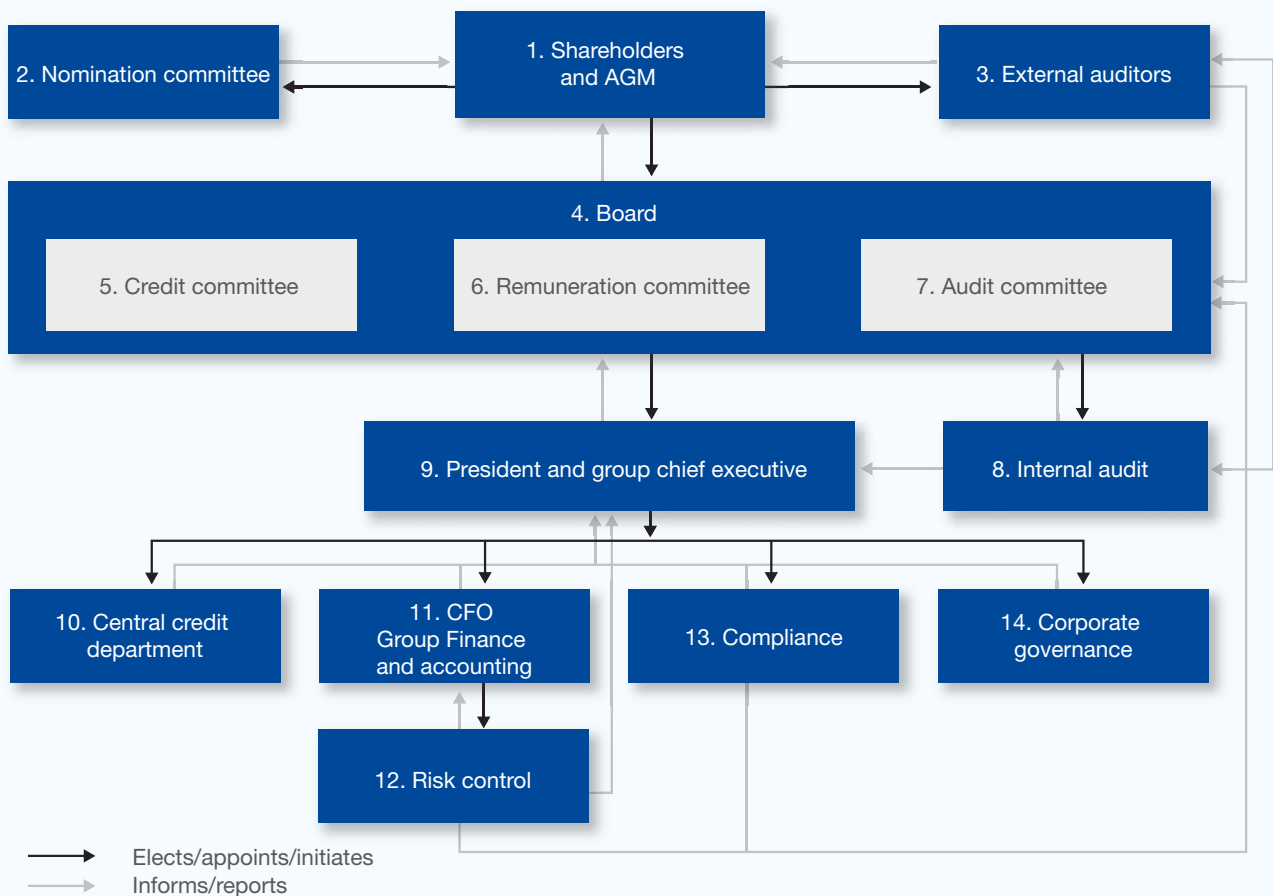 1. Shareholders
and AGM
2. Nomination committee
3. External auditors
4. Board
5. Credit committee
6. Remuneration committee
7. Audit committee
9. President and group chief executive
8. Internal audit
10. Central credit
department
11. CFO
Group Finance
and accounting
13. Compliance
14. Corporate
governance
12. Risk control
Elects/appoints/initiates
Informs/reports